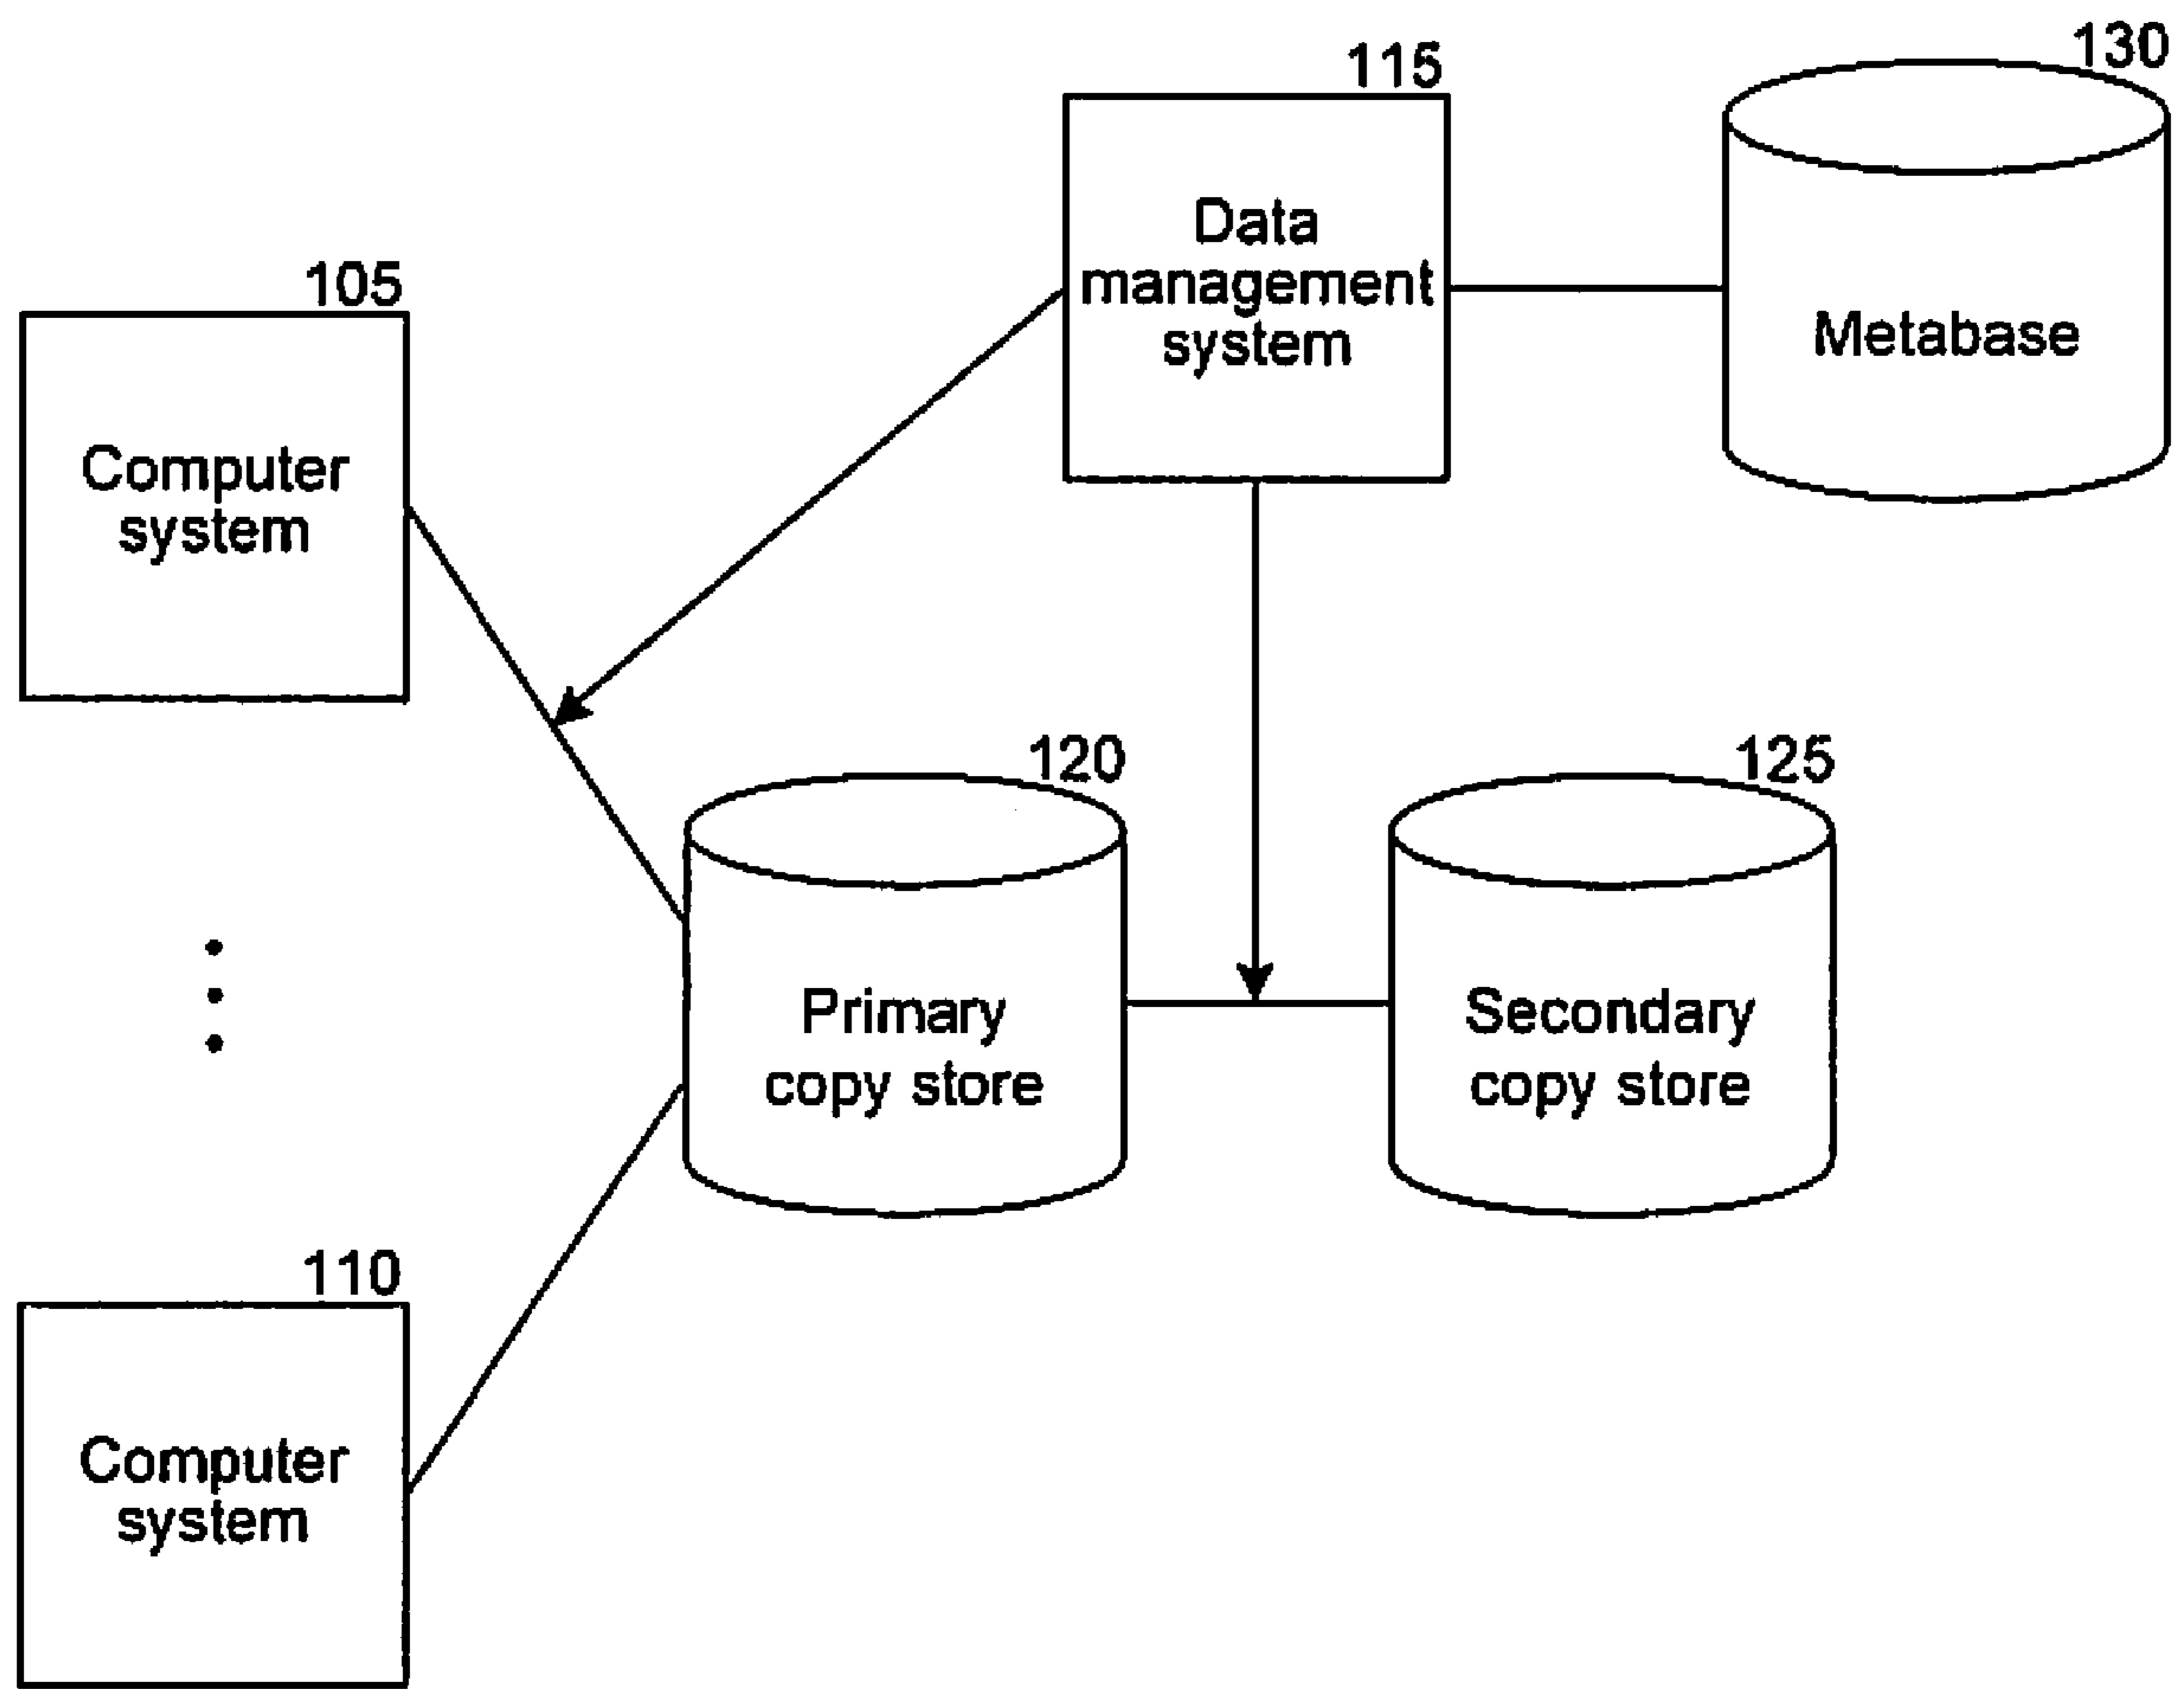 130
115
Data
management
system
Metabase
105
Computer
system
120
Primary
copy store
125
Secondary
copy store
110
Computer
system